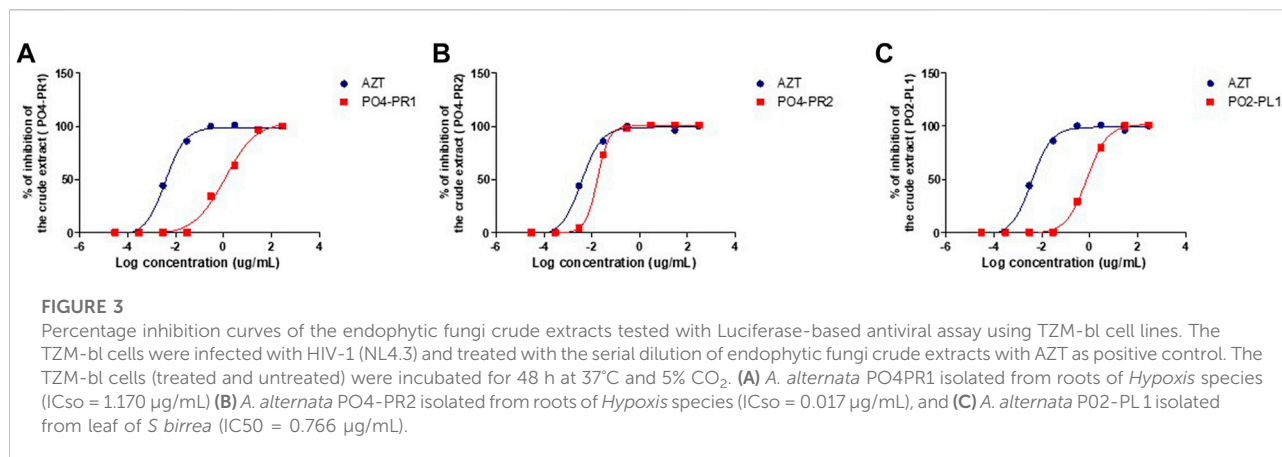 A
150
100
50
0
-6 -4 -2 0 2 4
% of inhibition of
the crude extract ( PO4-PR1)
Log concentration (ug/mL)
AZT
PO4-PR1
B
150
100
50
0
-6 -4 -2 0 2 4
% of inhibition of
the crude extract (PO4-PR2)
Log concentration (ug/mL)
AZT
PO4-PR2
C
150
100
50
0
-6 -4 -2 0 2 4
% of inhibition of
the crude extract ( PO2-PL1)
Log concentration (ug/mL)
AZT
PO2-PL1
FIGURE 3
Percentage inhibition curves of the endophytic fungi crude extracts tested with Luciferase-based antiviral assay using TZM-bl cell lines. The
TZM-bl cells were infected with HIV-1 (NL4.3) and treated with the serial dilution of endophytic fungi crude extracts with AZT as positive control. The
TZM-bl cells (treated and untreated) were incubated for 48 h at 37°C and 5% CO₂. (A) A. alternata PO4PR1 isolated from roots of Hypoxis species
(ICso = 1.170 µg/mL) (B) A. alternata PO4-PR2 isolated from roots of Hypoxis species (ICso = 0.017 µg/mL), and (C) A. alternata P02-PL1 isolated
from leaf of S birrea (IC50 = 0.766 µg/mL).